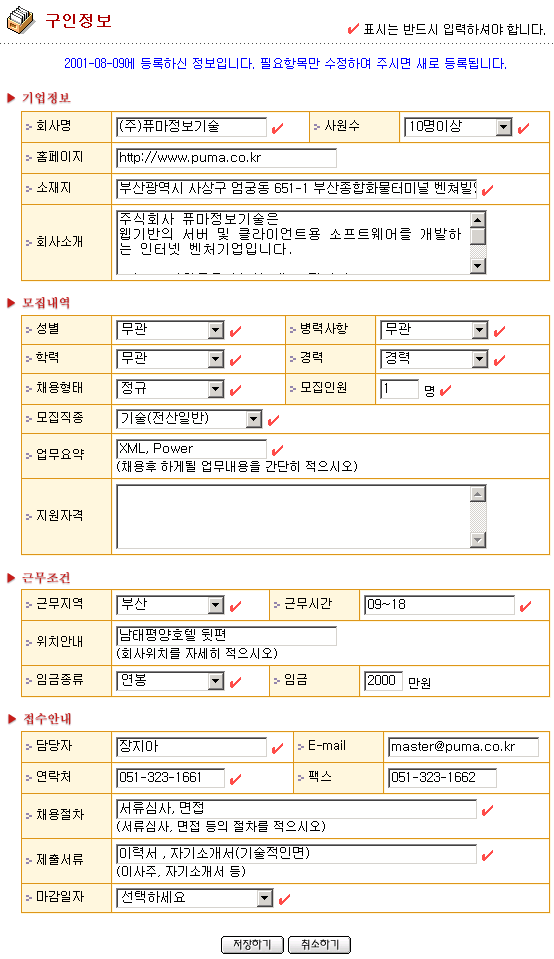 구인정보
표시는 반드시 입력하셔야 합니다.
2001-08-09에 등록하신 정보입니다. 필요항목만 수정하여 주시면 새로 등록됩니다.
기업정보
회사명 (주)퓨마정보기술 사원수 10명이상
홈페이지 http://www.puma.co.kr
소재지 부산광역시 사상구 엄궁동 651-1 부산종합화물터미널 벤쳐빌딩
회사소개 주식회사 퓨마정보기술은
웹기반의 서버 및 클라이언트용 소프트웨어를 개발하
는 인터넷 벤처기업입니다.
모집내역
성별 무관 병력사항 무관
학력 무관 경력 경력
채용형태 정규 모집인원 1 명
모집직종 기술(전산일반)
업무요약 XML, Power
(채용후 하게될 업무내용을 간단히 적으시오)
지원자격
근무조건
근무지역 부산 근무시간 09~18
위치안내 남태평양호텔 뒷편
(회사위치를 자세히 적으시오)
임금종류 연봉 임금 2000 만원
접수안내
담당자 장지아 E-mail master@puma.co.kr
연락처 051-323-1661 팩스 051-323-1662
채용절차 서류심사, 면접
(서류심사, 면접 등의 절차를 적으시오)
제출서류 이력서 , 자기소개서(기술적인면)
(이사주, 자기소개서 등)
마감일자 선택하세요
저장하기 취소하기